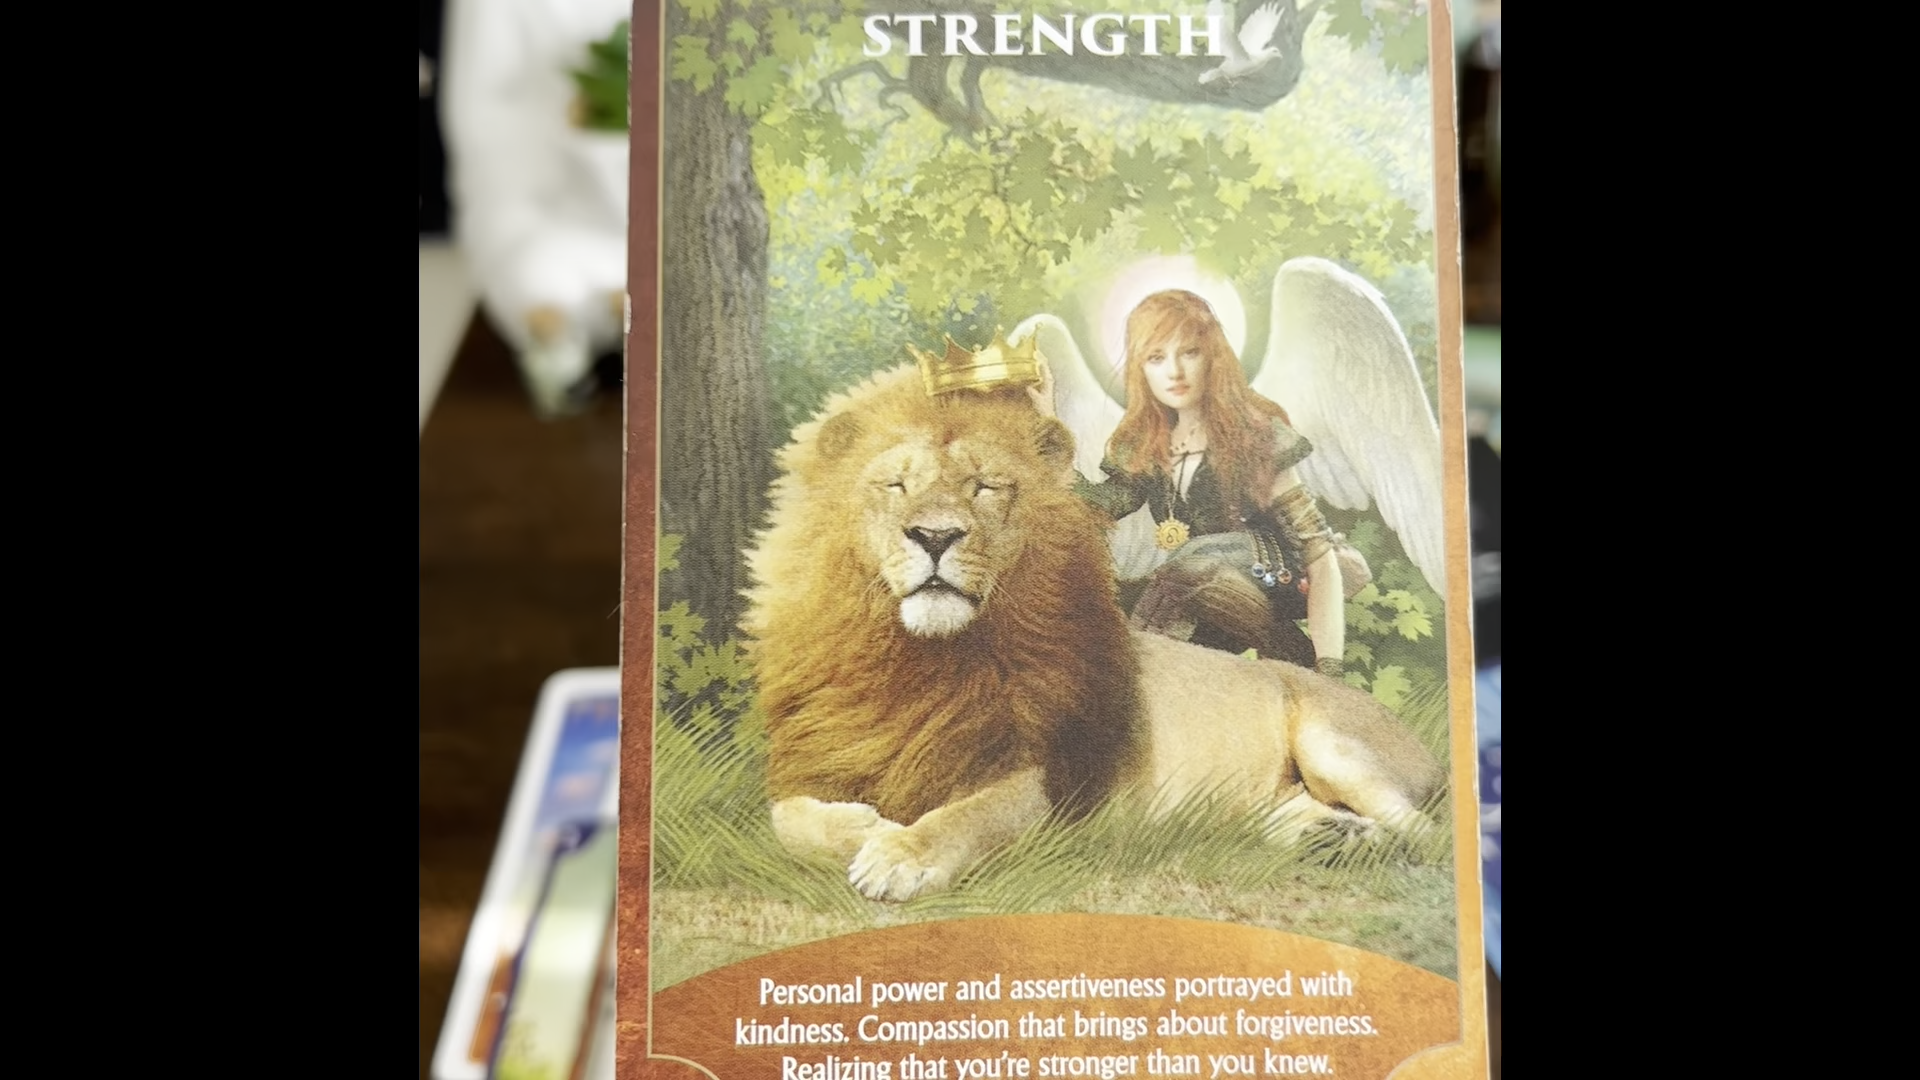 STRENGTH
Personal power and assertiveness portrayed with
kindness. Compassion that brings about forgiveness.
Realizing that you're stronger than you knew.